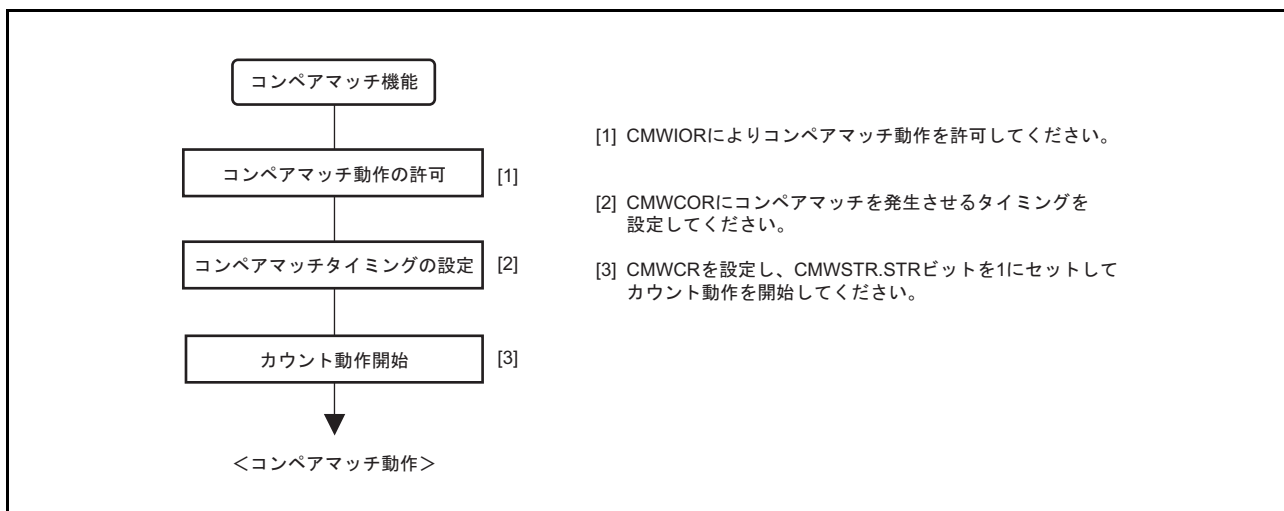 コンペアマッチ機能
コンペアマッチ動作の許可 [1]
コンペアマッチタイミングの設定 [2]
カウント動作開始 [3]
＜コンペアマッチ動作＞
[1] CMWIORによりコンペアマッチ動作を許可してください。
[2] CMWCORにコンペアマッチを発生させるタイミングを
設定してください。
[3] CMWCRを設定し、CMWSTR.STRビットを1にセットして
カウント動作を開始してください。